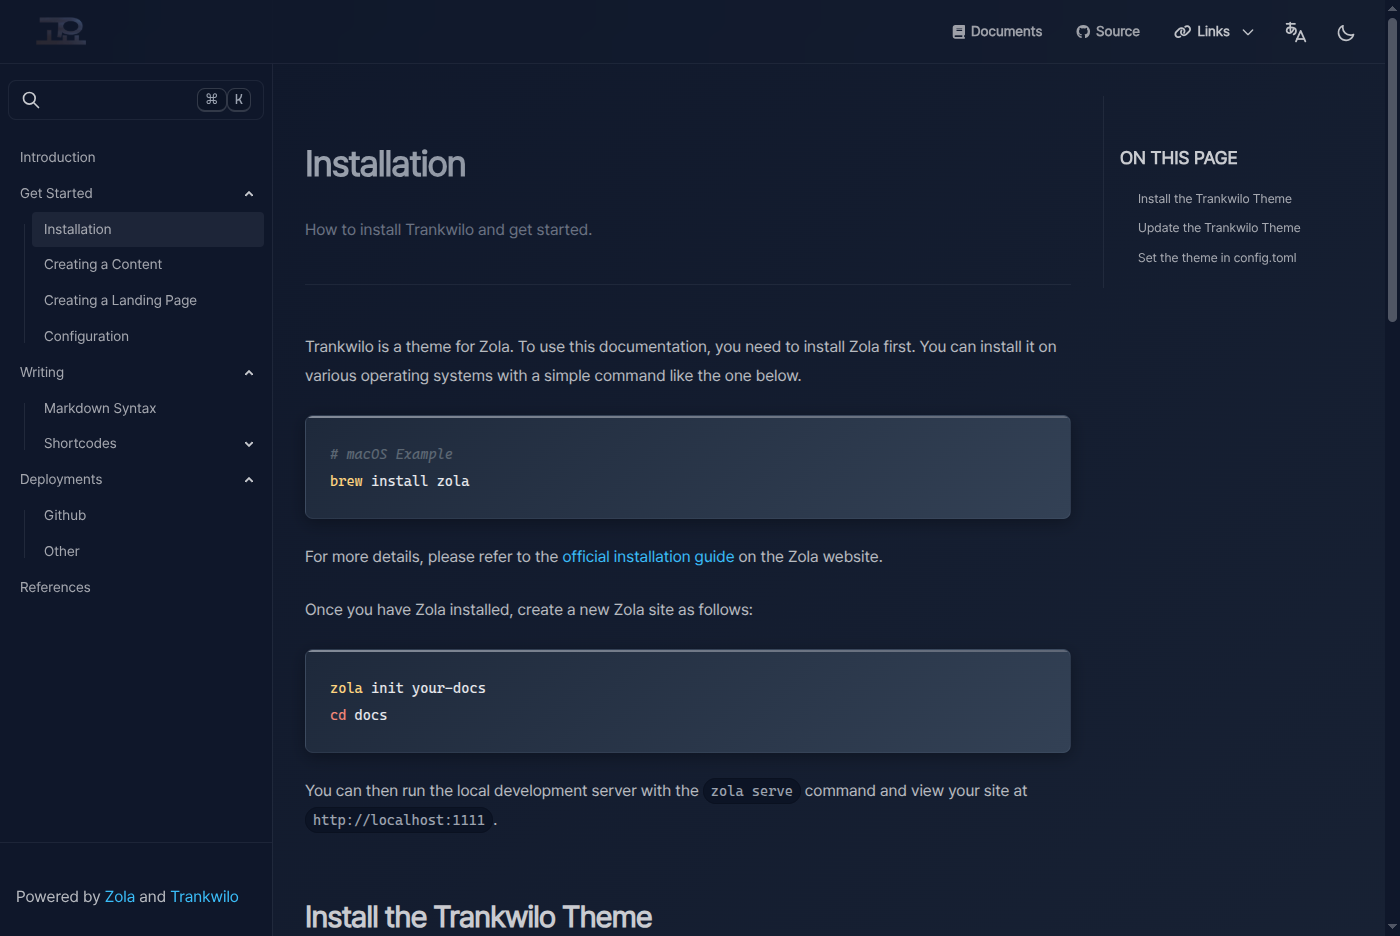 Documents
Source
Links
⌘ K
Introduction
Get Started
Installation
Creating a Content
Creating a Landing Page
Configuration
Writing
Markdown Syntax
Shortcodes
Deployments
Github
Other
References
Powered by Zola and Trankwilo
Installation
How to install Trankwilo and get started.
Trankwilo is a theme for Zola. To use this documentation, you need to install Zola first. You can install it on
various operating systems with a simple command like the one below.
# macOS Example
brew install zola
For more details, please refer to the official installation guide on the Zola website.
Once you have Zola installed, create a new Zola site as follows:
zola init your-docs
cd docs
You can then run the local development server with the zola serve command and view your site at
http://localhost:1111 .
Install the Trankwilo Theme
ON THIS PAGE
Install the Trankwilo Theme
Update the Trankwilo Theme
Set the theme in config.toml